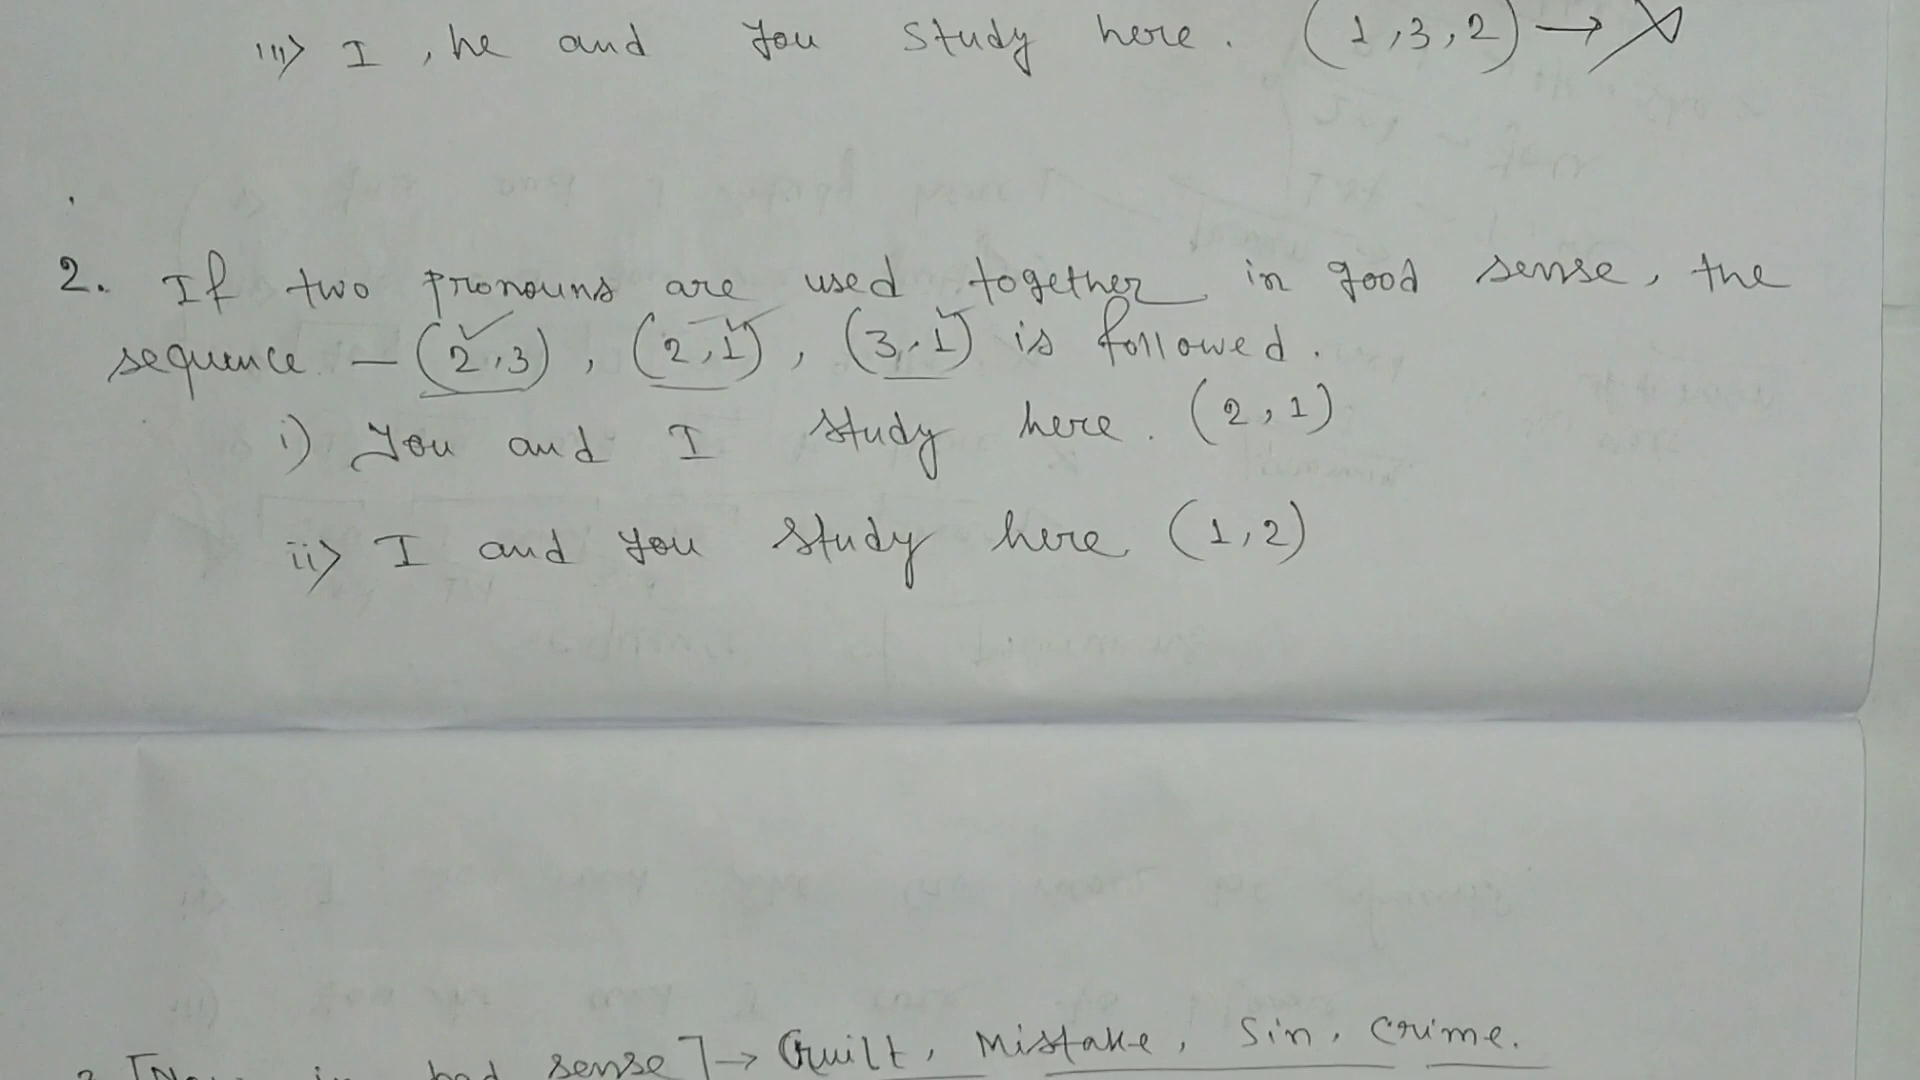 iii> I, he and you study here. (1,3,2) →
2. If two pronouns are used together in good sense, the
sequence – (2,3), (2,1), (3,1) is followed.
i) You and I study here. (2,1)
ii> I and you study here (1,2)
in bad sense] → Guilt, Mistake, Sin, Crime.